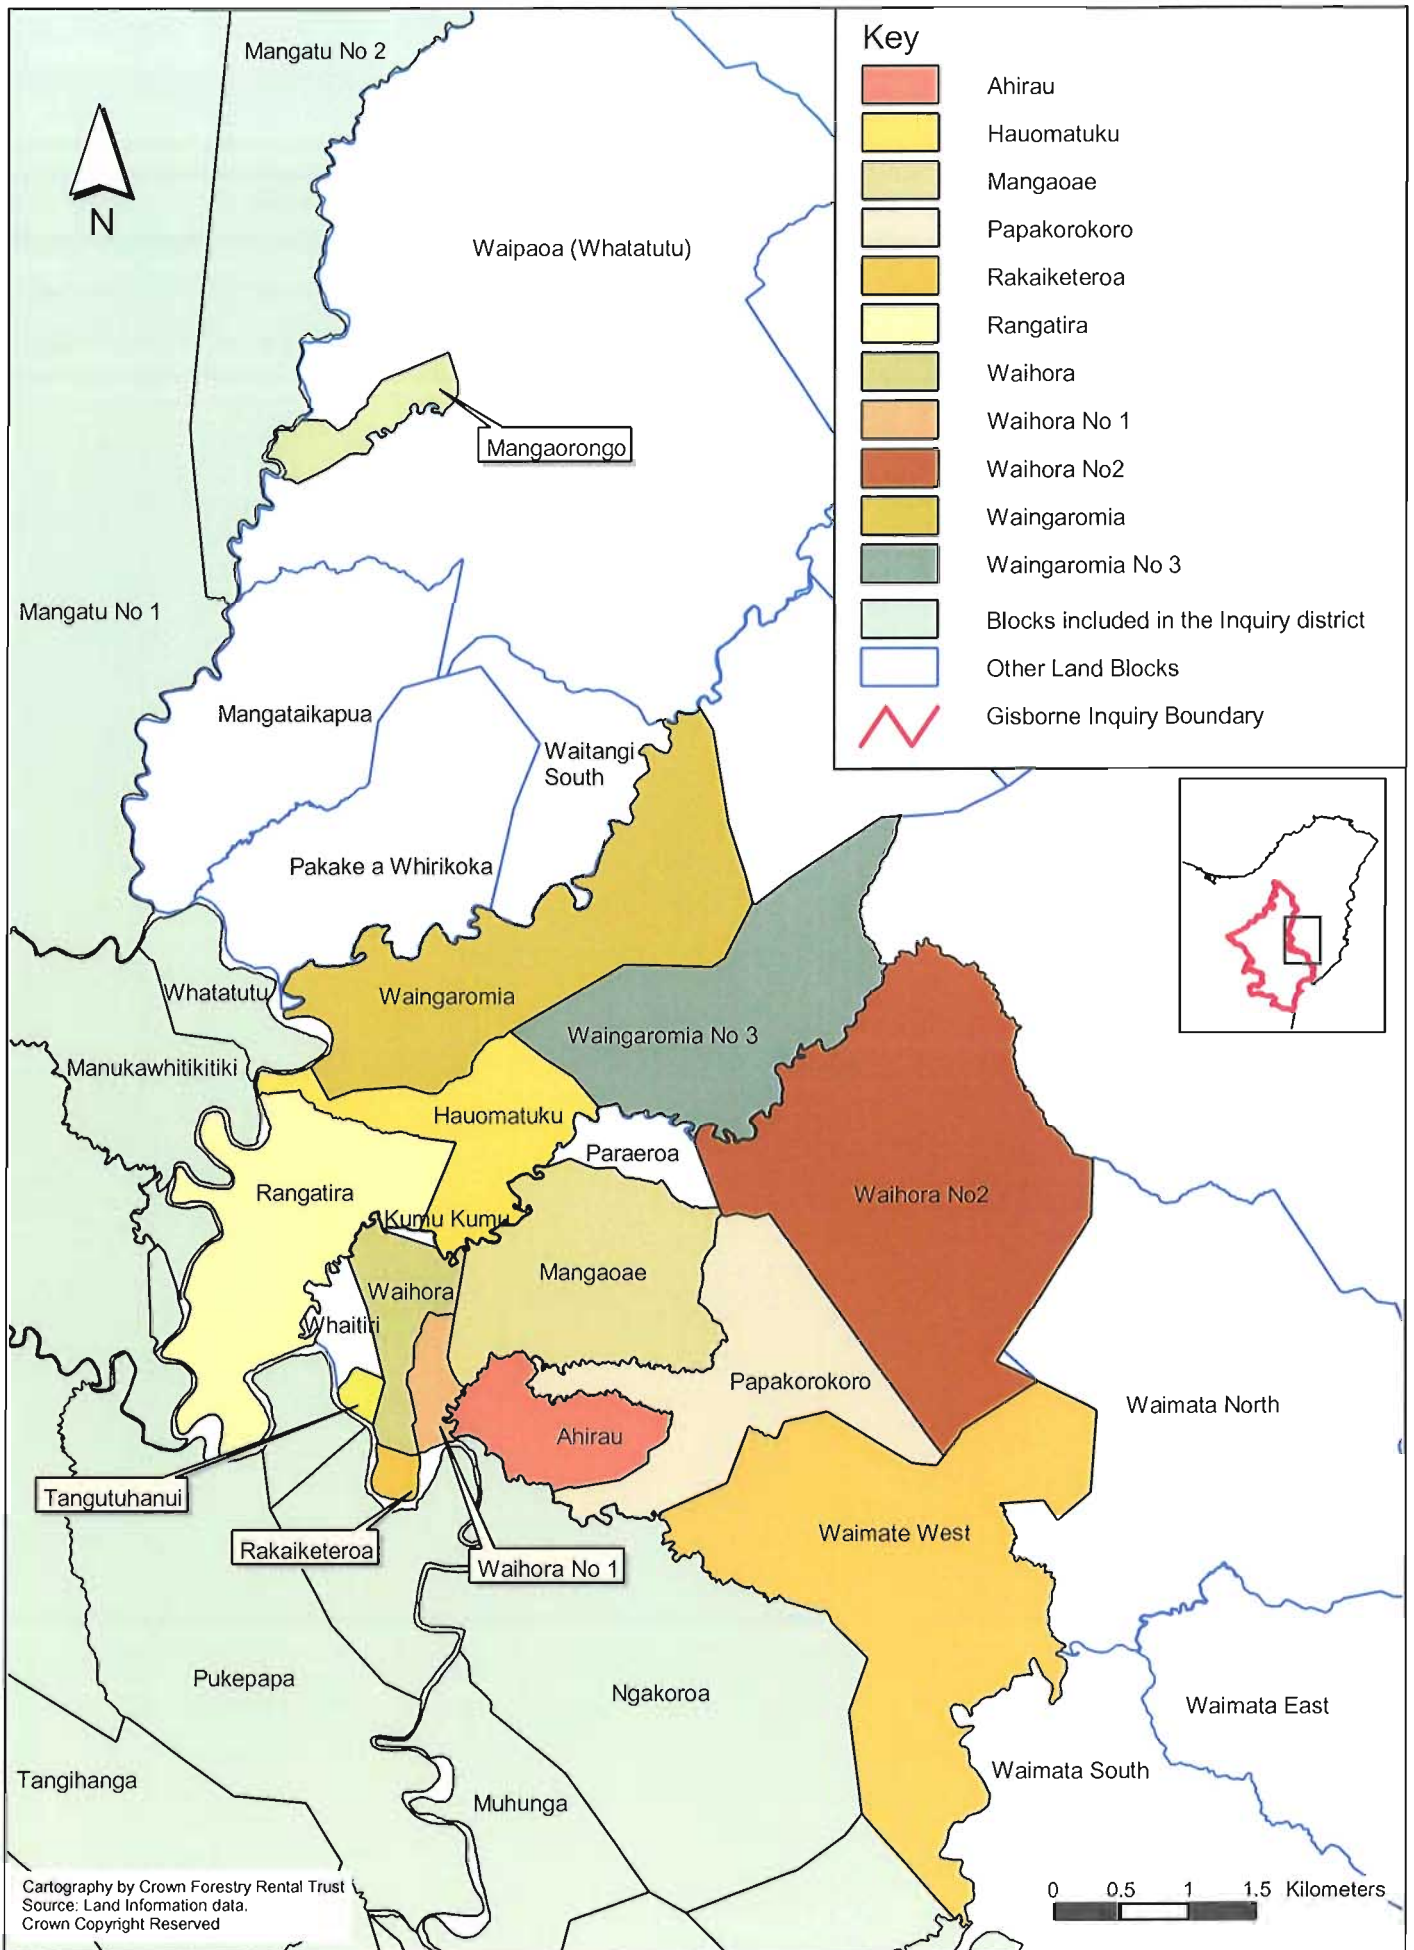 Key
Ahirau
Hauomatuku
Mangaoae
Papakorokoro
Rakaiketeroa
Rangatira
Waihora
Waihora No 1
Waihora No2
Waingaromia
Waingaromia No 3
Blocks included in the Inquiry district
Other Land Blocks
Gisborne Inquiry Boundary
Mangatu No 2
N
Waipaoa (Whatatutu)
Mangaorongo
Mangatu No 1
Mangataikapua
Waitangi
South
Pakake a Whirikoka
Whatatutu
Waingaromia
Waingaromia No 3
Manukawhitikitiki
Hauomatuku
Paraeroa
Rangatira
Waihora No2
Kumu Kumu
Mangaoae
Waihora
Whaitiri
Papakorokoro
Waimata North
Ahirau
Tangutuhanui
Rakaiketeroa
Waihora No 1
Waimate West
Pukepapa
Ngakoroa
Waimata East
Waimata South
Tangihanga
Muhunga
Cartography by Crown Forestry Rental Trust
Source: Land Information data.
Crown Copyright Reserved
0 0.5 1 1.5 Kilometers